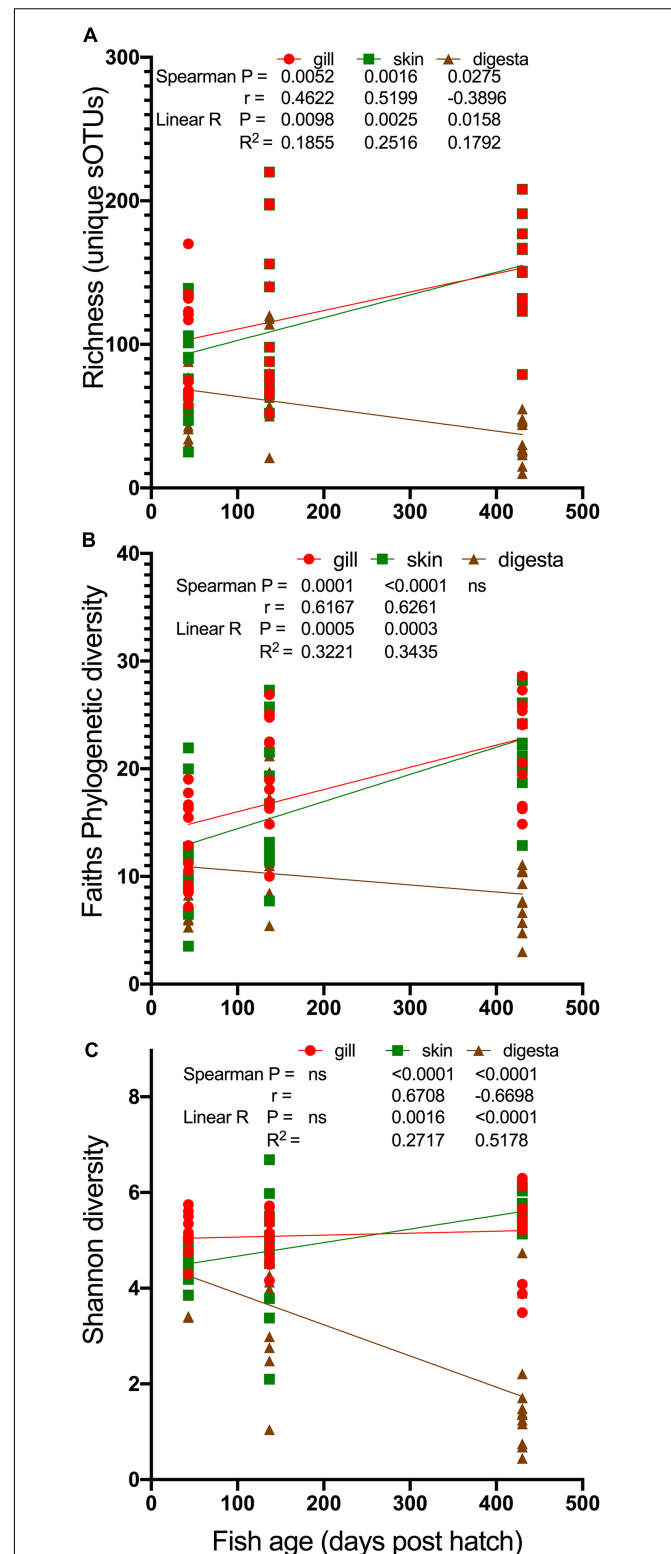 A
300
gill skin digesta
Spearman P = 0.0052 0.0016 0.0275
r = 0.4622 0.5199 -0.3896
Linear R P = 0.0098 0.0025 0.0158
R2 = 0.1855 0.2516 0.1792
Richness (unique sOTUs)
200
100
0
0 100 200 300 400 500
B
40
gill skin digesta
Spearman P = 0.0001 <0.0001 ns
r = 0.6167 0.6261
Linear R P = 0.0005 0.0003
R2 = 0.3221 0.3435
Faiths Phylogenetic diversity
30
20
10
0
0 100 200 300 400 500
C
gill skin digesta
Spearman P = ns <0.0001 <0.0001
r = 0.6708 -0.6698
Linear R P = ns 0.0016 <0.0001
R2 = 0.2717 0.5178
Shannon diversity
8
6
4
2
0
0 100 200 300 400 500
Fish age (days post hatch)